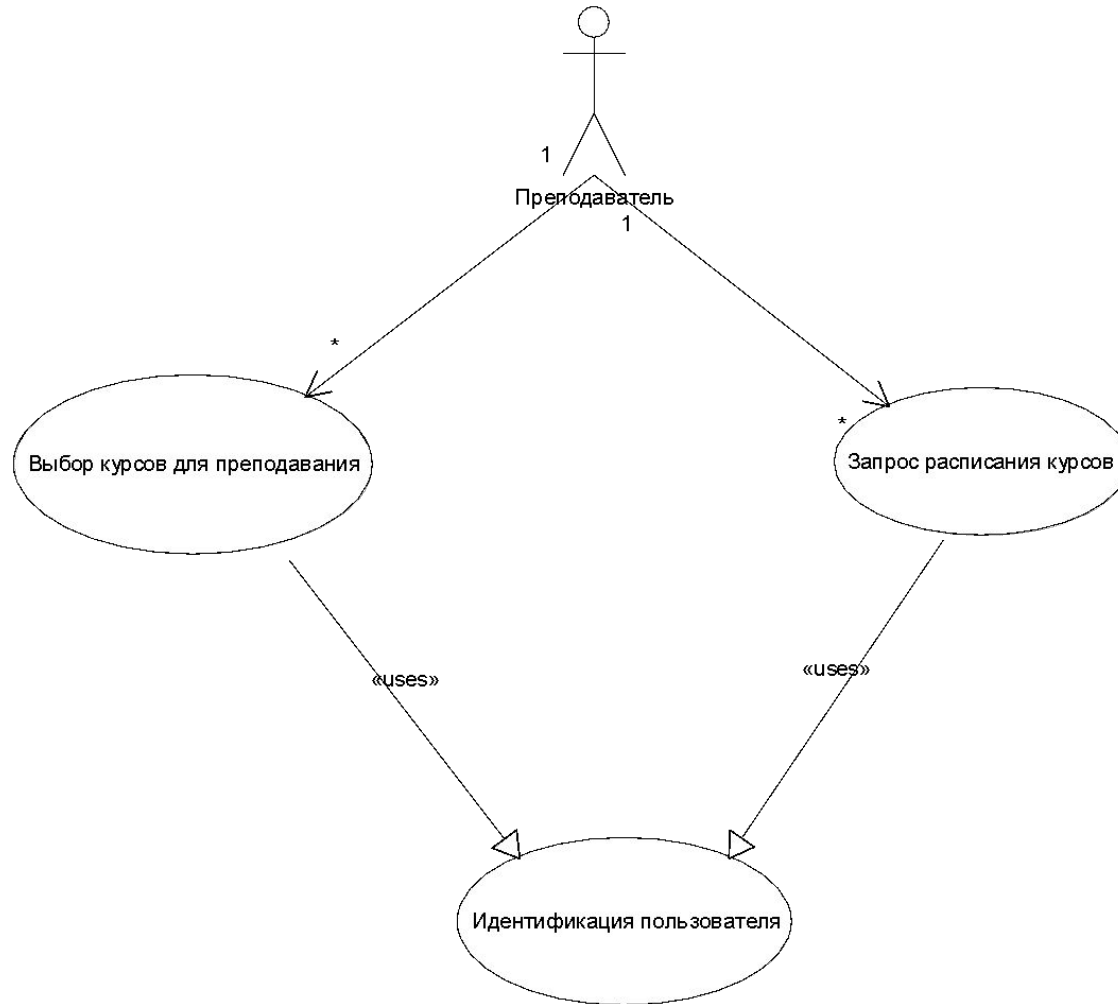 1
Преподаватель
1
*
*
Выбор курсов для преподавания
Запрос расписания курсов
«uses»
«uses»
Идентификация пользователя